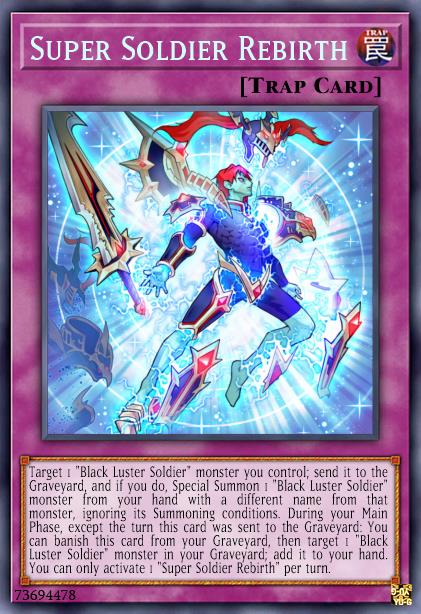 Super Soldier Rebirth
TRAP
罠
[Trap Card]
Target 1 "Black Luster Soldier" monster you control; send it to the
Graveyard, and if you do, Special Summon 1 "Black Luster Soldier"
monster from your hand with a different name from that
monster, ignoring its Summoning conditions. During your Main
Phase, except the turn this card was sent to the Graveyard: You
can banish this card from your Graveyard, then target 1 "Black
Luster Soldier" monster in your Graveyard; add it to your hand.
You can only activate 1 "Super Soldier Rebirth" per turn.
73694478